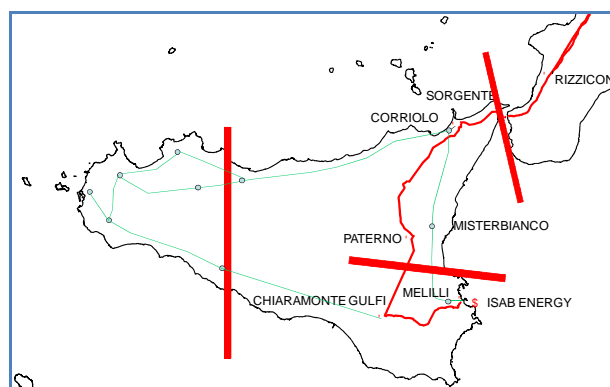 RIZZICON
SORGENTE
CORRIOLO
MISTERBIANCO
PATERNO
CHIARAMONTE GULFI
MELILLI
$ ISAB ENERGY